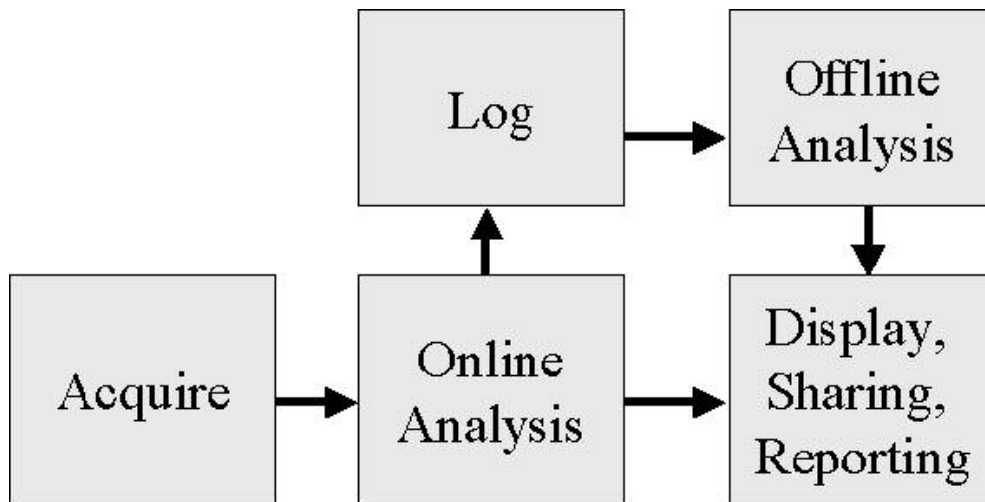 Log
Offline
Analysis
Acquire
Online
Analysis
Display,
Sharing,
Reporting